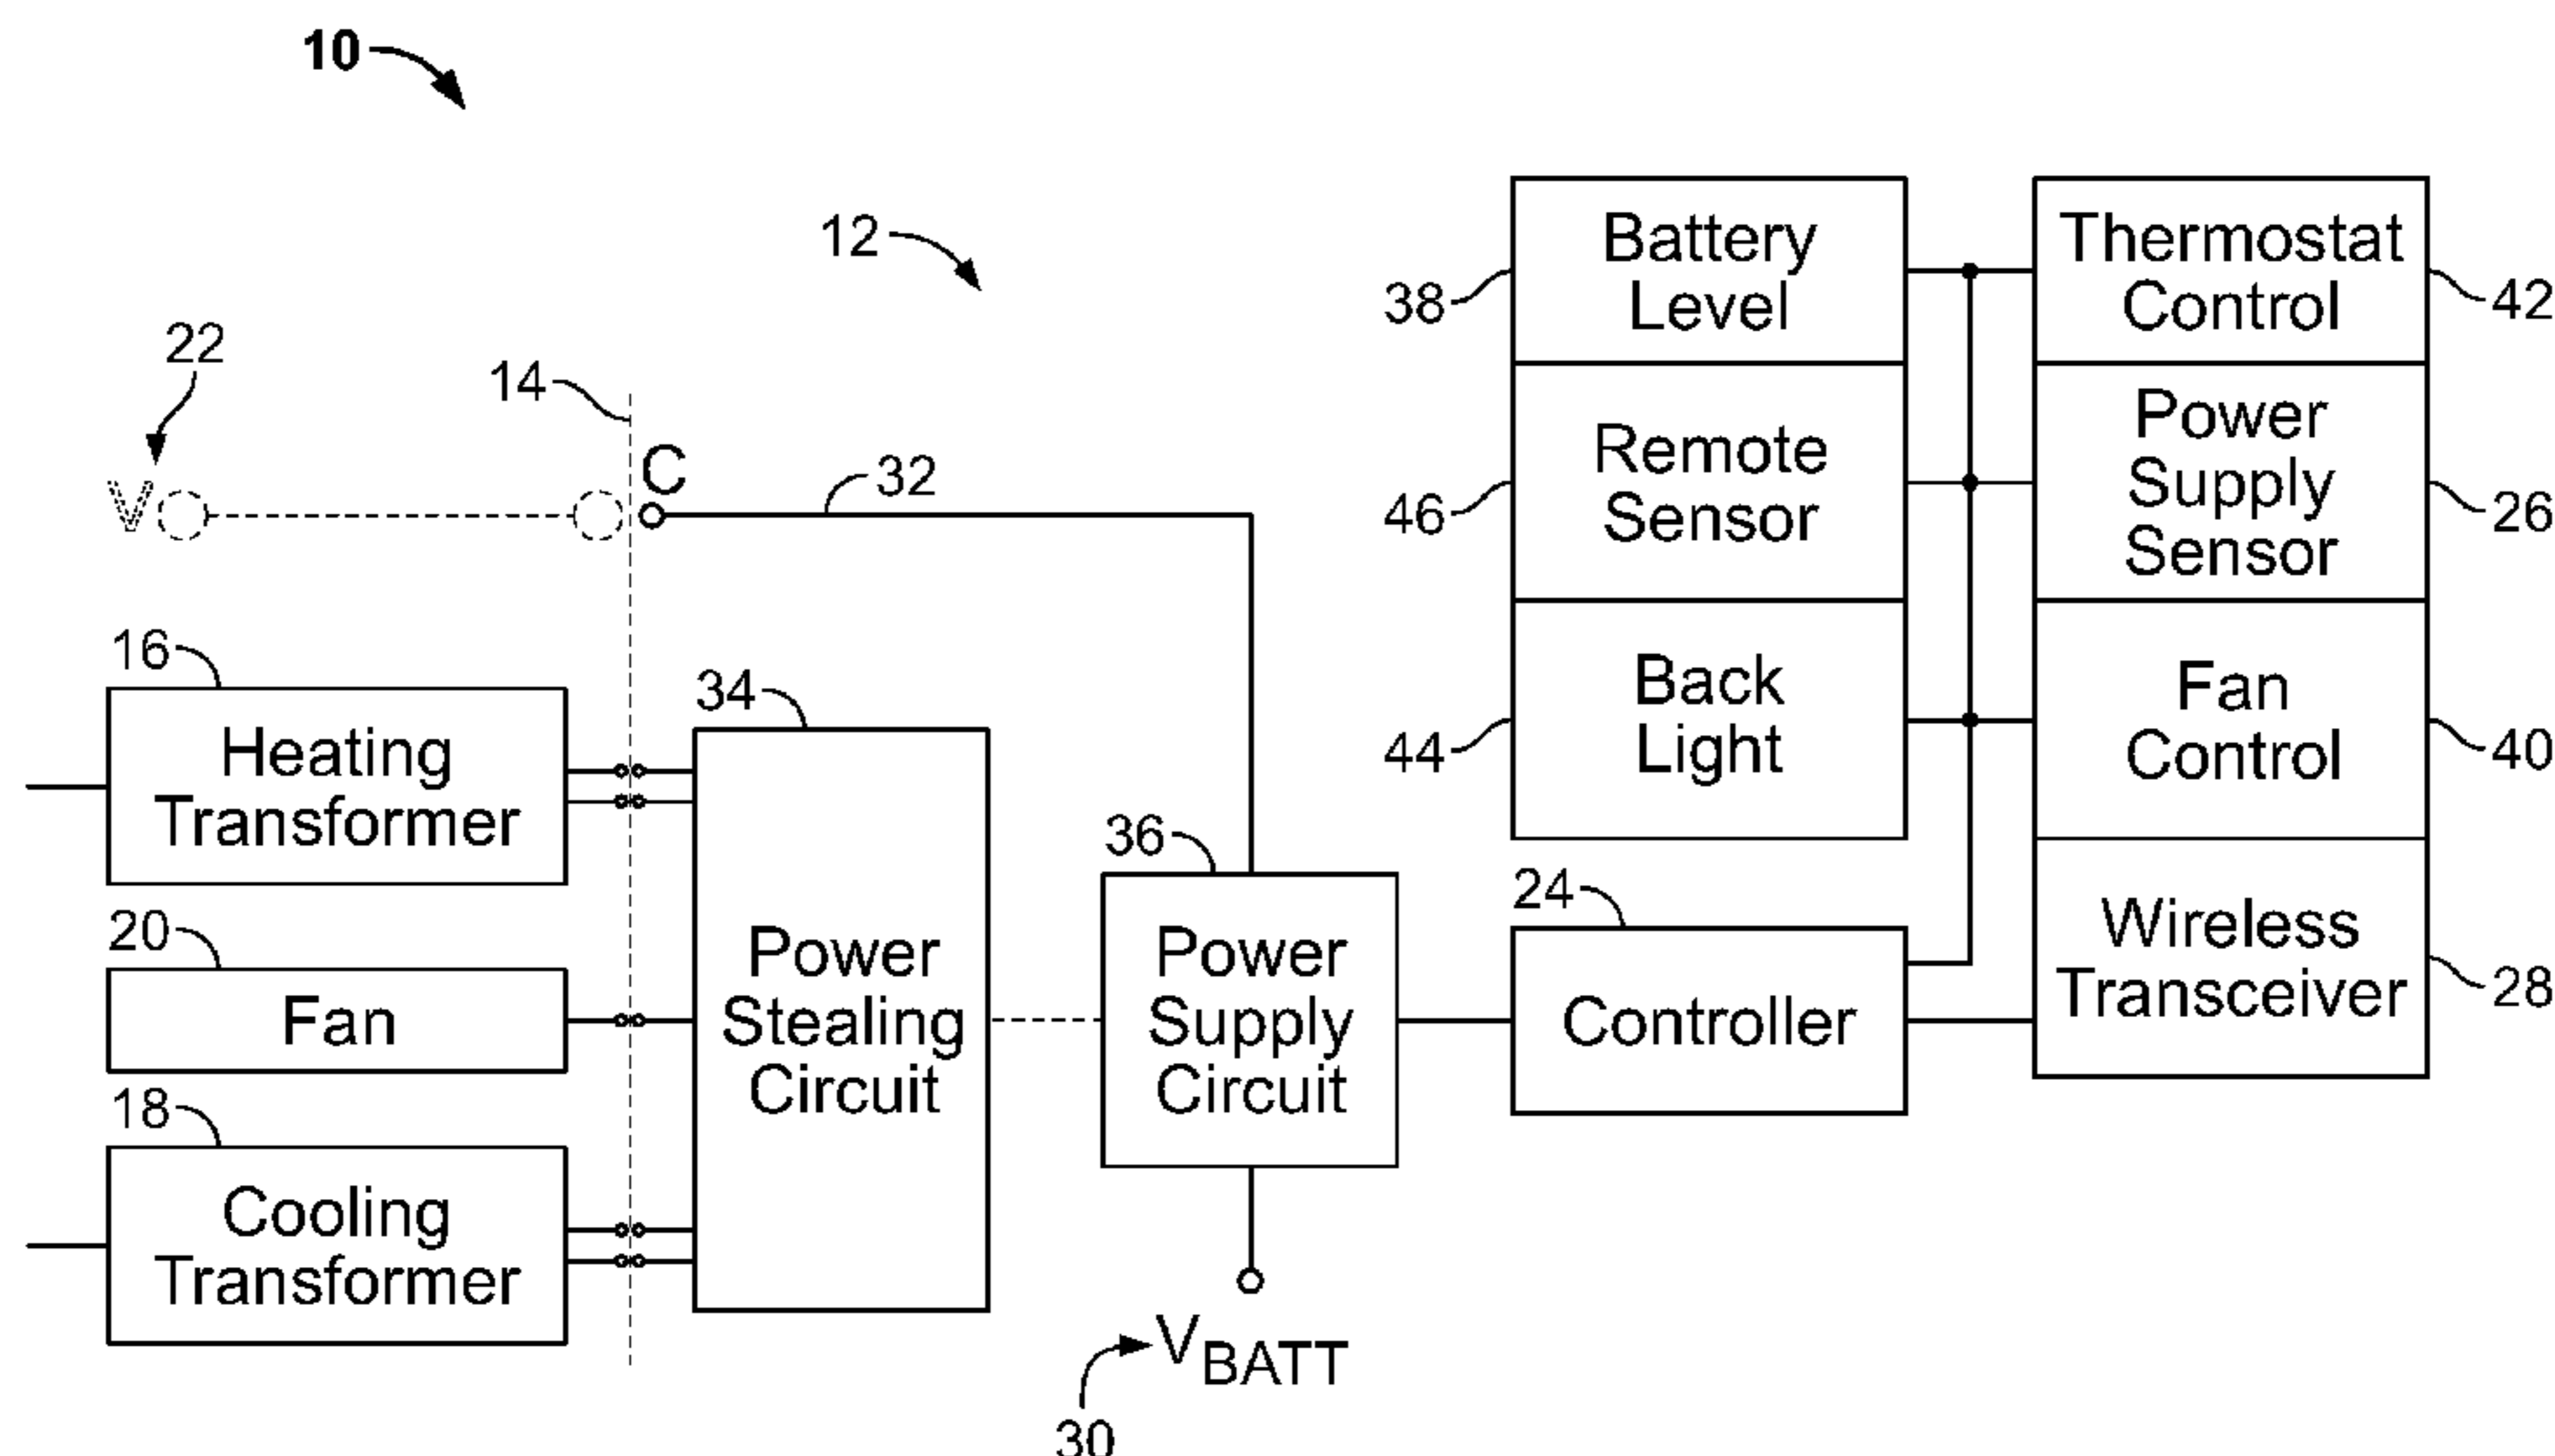 10
12
22
14
V
C
32
16
Heating
Transformer
20
Fan
18
Cooling
Transformer
34
Power
Stealing
Circuit
36
Power
Supply
Circuit
VBATT
30
24
Controller
38
Battery
Level
46
Remote
Sensor
44
Back
Light
Thermostat
Control
42
Power
Supply
Sensor
26
Fan
Control
40
Wireless
Transceiver
28